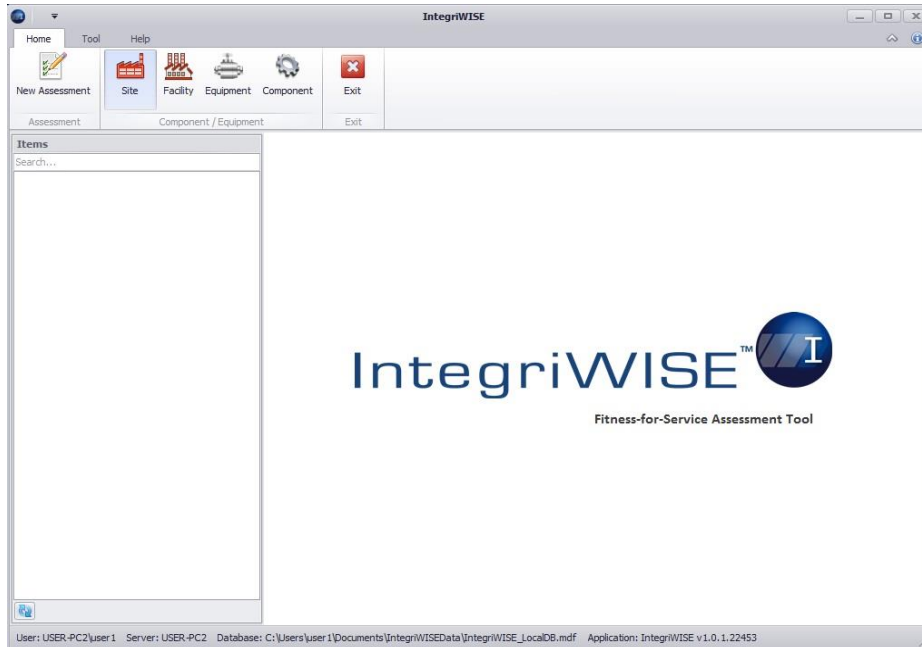 IntegriWISE
Home Tool Help
New Assessment Site Facility Equipment Component Exit
Assessment Component / Equipment Exit
Items
Search...
IntegriWISE™ I
Fitness-for-Service Assessment Tool
User: USER-PC2\user1 Server: USER-PC2 Database: C:\Users\user1\Documents\IntegriWISEData\IntegriWISE_LocalDB.mdf Application: IntegriWISE v1.0.1.22453